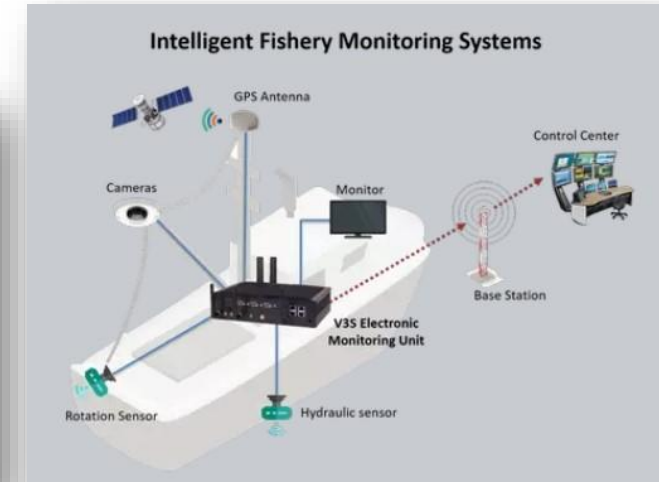 Intelligent Fishery Monitoring Systems
GPS Antenna
Control Center
Cameras
Monitor
Base Station
V3S Electronic
Monitoring Unit
Rotation Sensor
Hydraulic sensor